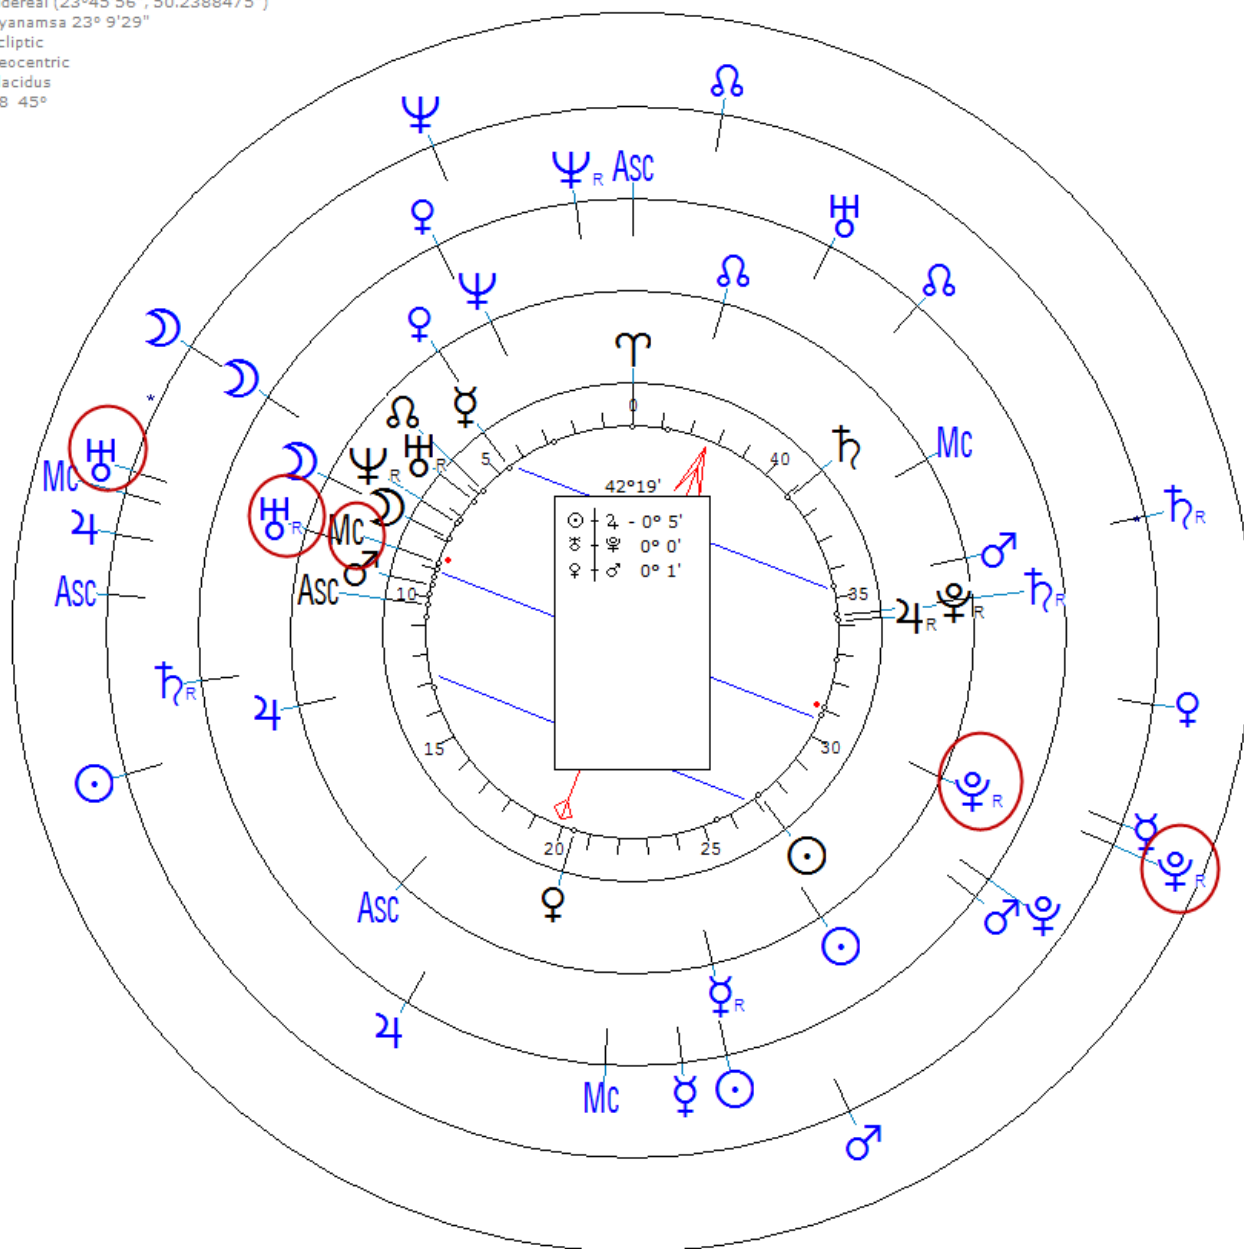 dereal (23°45'56", 50.2388475")
yanamsa 23° 9'29"
cliptic
eocentric
lacidus
8 45°
☊
♆
♆ R Asc
♅
♀
☊
☊
♆
☽
♀
♈
☽
☿
0
☊
Mc
♄
♅
♅ R
☽
5
40
♆ R
Mc
42°19'
♄ R
☽
♅ R
☉ ♃ - 0° 5'
♃
Mc
♅ ♇ 0° 0'
♂
♂
♀ ♂ 0° 1'
Asc
Asc
10
35
♃ R
♇ R
♄ R
♄ R
♃
♀
15
30
☉
♇ R
☿
20
25
☉
♇ R
♀
Asc
♂ ♇
☉
☿ R
♃
Mc
☿
☉
♂